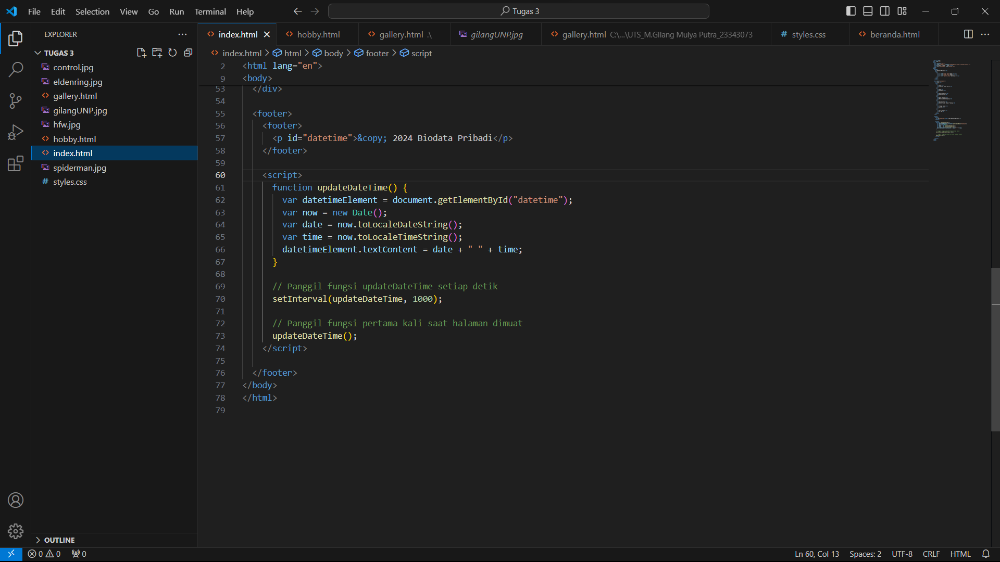 File Edit Selection View Go Run Terminal Help
Tugas 3
EXPLORER
TUGAS 3
control.jpg
eldenring.jpg
gallery.html
gilangUNP.jpg
hfw.jpg
hobby.html
index.html
spiderman.jpg
styles.css
OUTLINE
index.html hobby.html gallery.html .\ gilangUNP.jpg gallery.html C:\...\UTS_M.GIlang Mulya Putra_23343073 styles.css beranda.html
index.html > html > body > footer > script
2 <html lang="en">
9 <body>
53 </div>
54
55 <footer>
56 <footer>
57 <p id="datetime">&copy; 2024 Biodata Pribadi</p>
58 </footer>
59
60 <script>
61 function updateDateTime() {
62 var datetimeElement = document.getElementById("datetime");
63 var now = new Date();
64 var date = now.toLocaleDateString();
65 var time = now.toLocaleTimeString();
66 datetimeElement.textContent = date + " " + time;
67 }
68
69 // Panggil fungsi updateDateTime setiap detik
70 setInterval(updateDateTime, 1000);
71
72 // Panggil fungsi pertama kali saat halaman dimuat
73 updateDateTime();
74 </script>
75
76 </footer>
77 </body>
78 </html>
79
0 0 0
Ln 60, Col 13 Spaces: 2 UTF-8 CRLF HTML